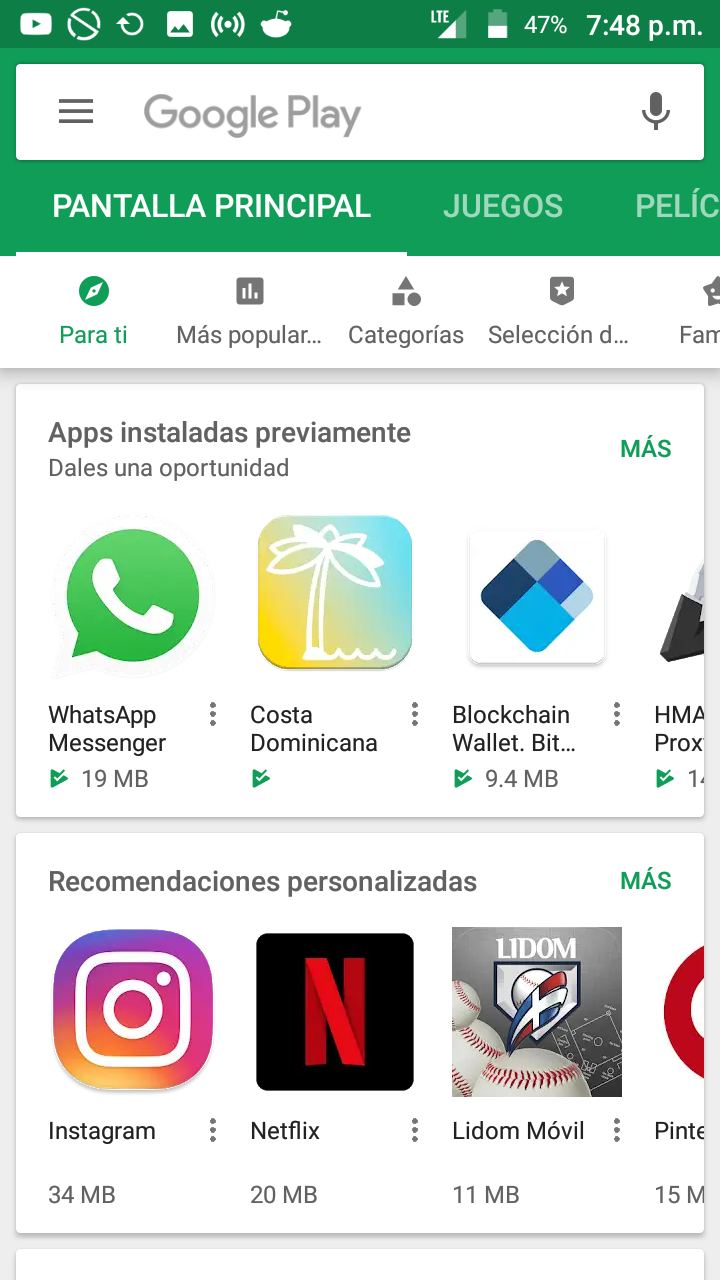 LTE 47% 7:48 p.m.
Google Play
PANTALLA PRINCIPAL JUEGOS PELÍC
Para ti Más popular... Categorías Selección d... Fam
Apps instaladas previamente
MÁS
Dales una oportunidad
WhatsApp Messenger
19 MB
Costa Dominicana
Blockchain Wallet. Bit...
9.4 MB
HMA Prox
14
Recomendaciones personalizadas MÁS
LIDOM
Instagram Netflix Lidom Móvil Pinte
34 MB 20 MB 11 MB 15 M